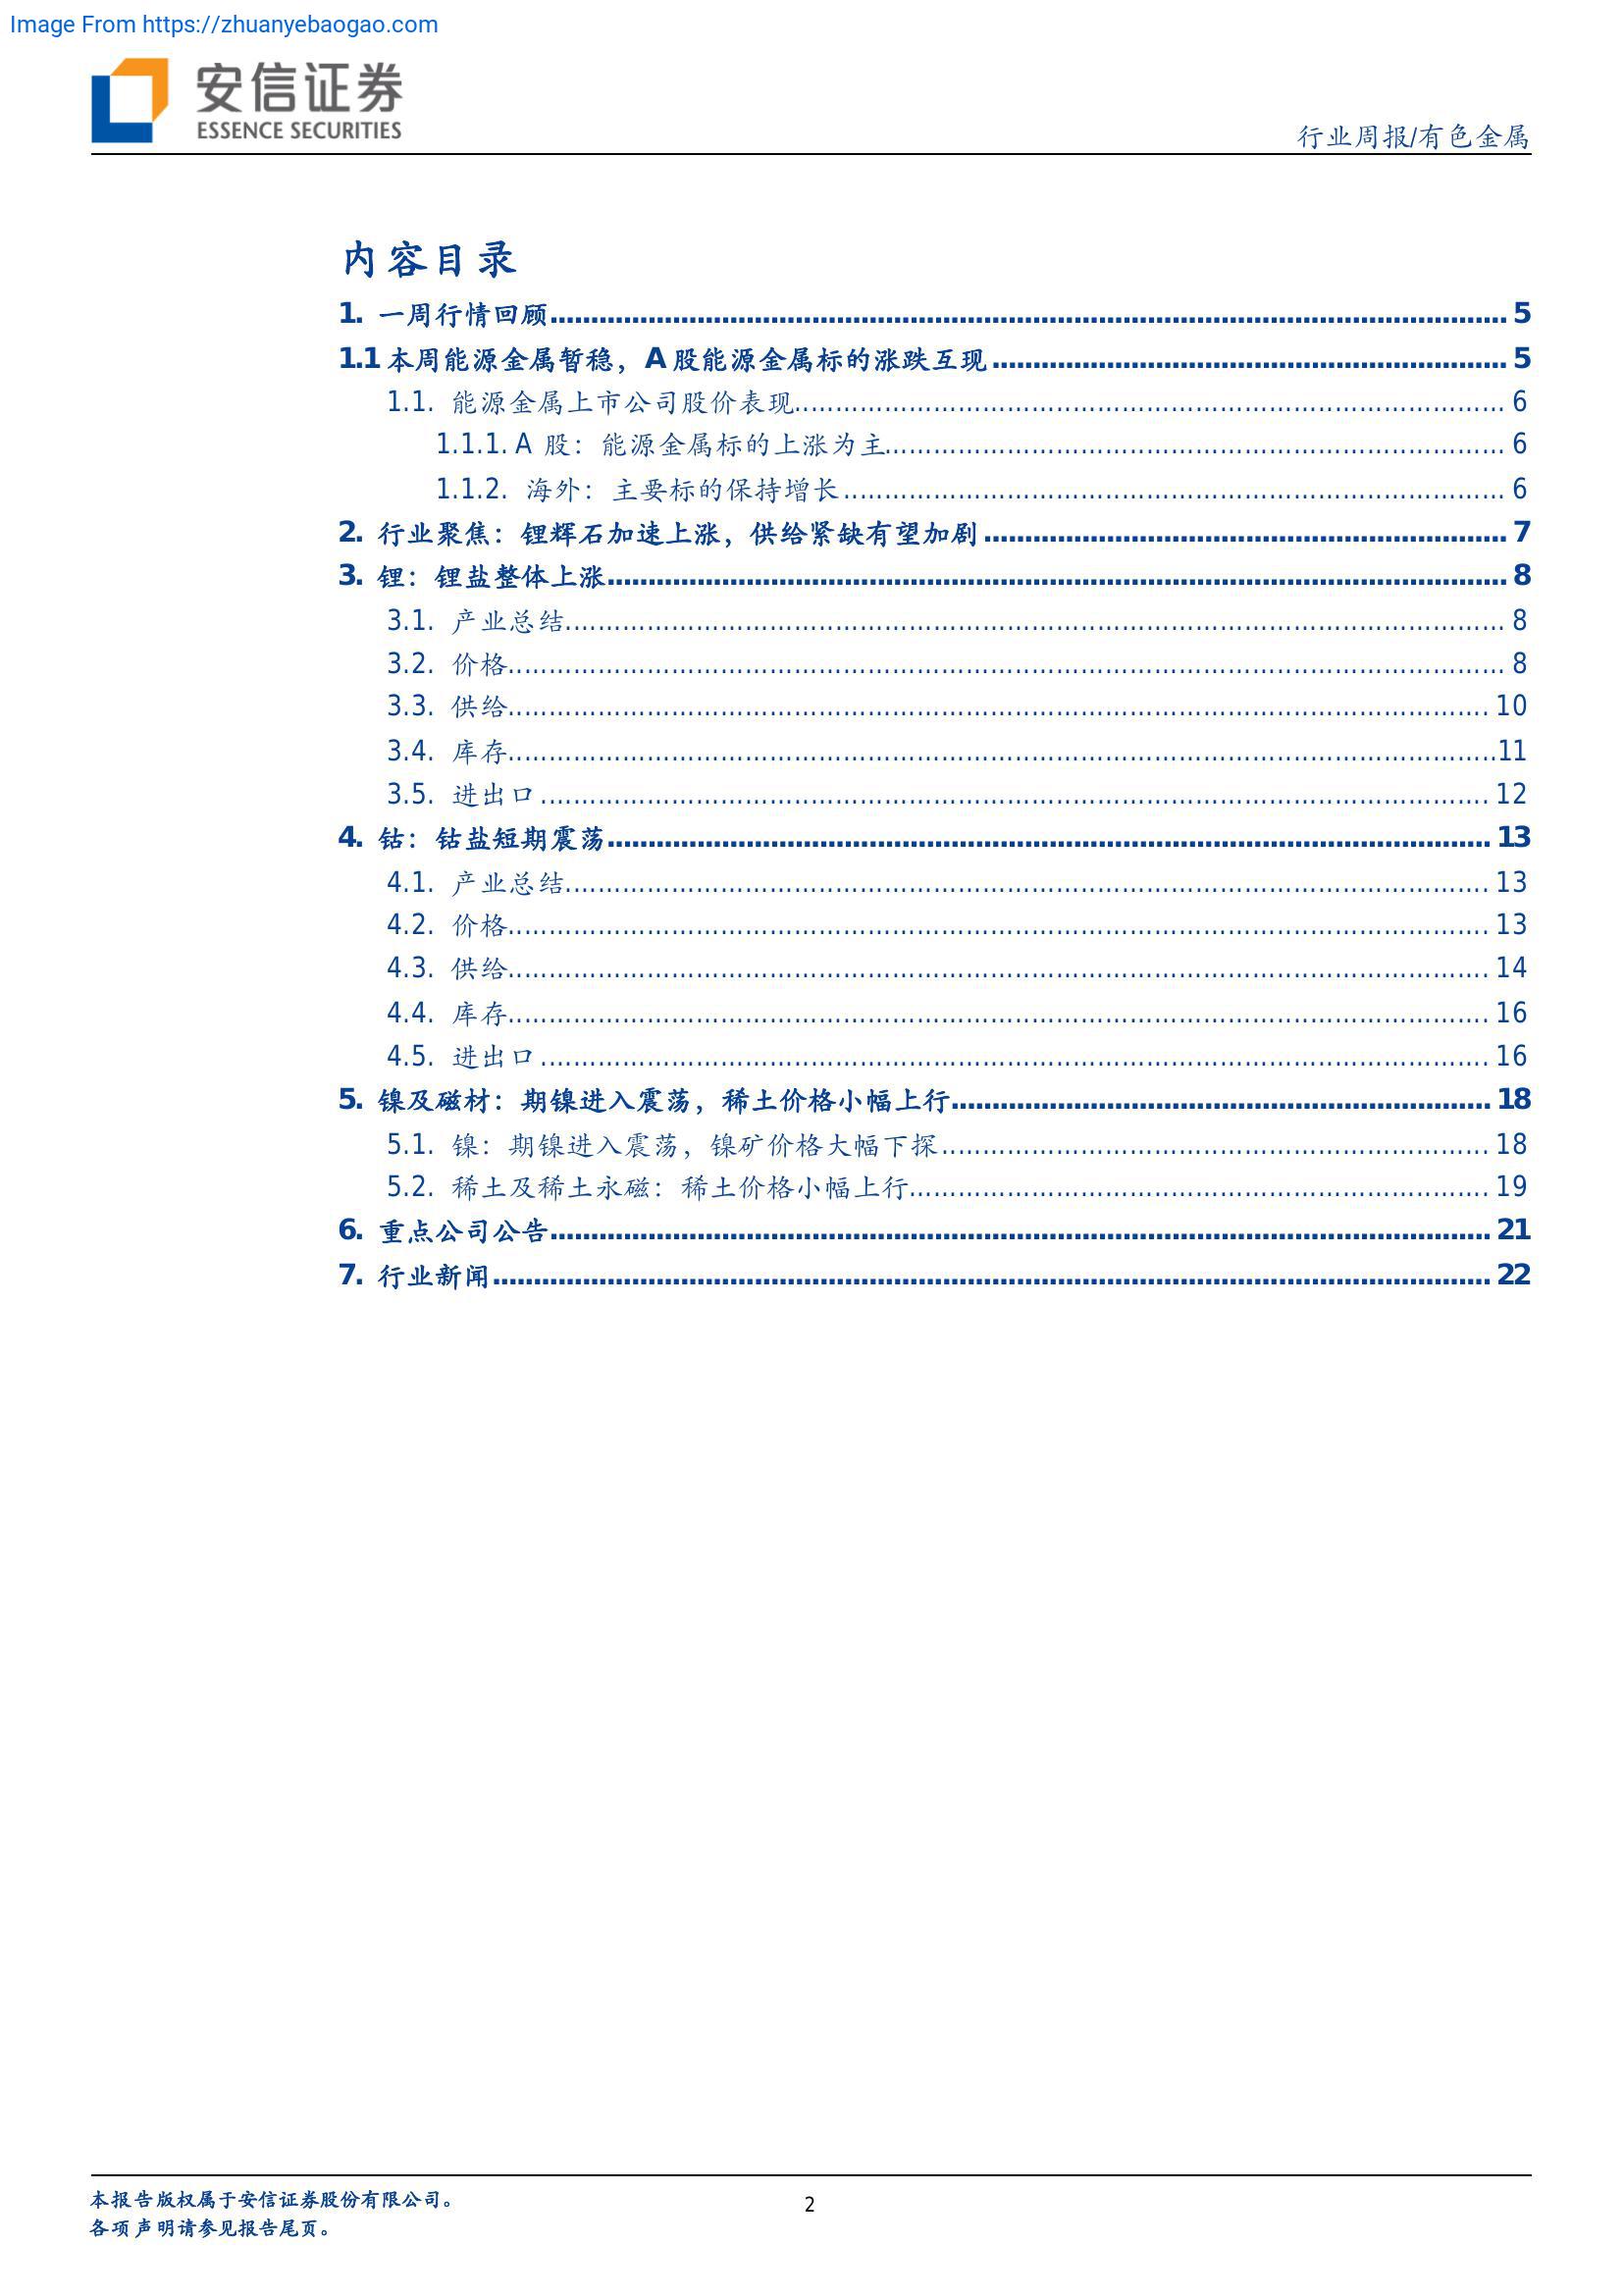 Image From https://zhuanyebaogao.com
安信证券
ESSENCE SECURITIES
行业周报/有色金属
内容目录
1. 一周行情回顾 5
1.1 本周能源金属暂稳，A 股能源金属标的涨跌互现 5
1.1. 能源金属上市公司股价表现 6
1.1.1. A 股：能源金属标的上涨为主 6
1.1.2. 海外：主要标的保持增长 6
2. 行业聚焦：锂辉石加速上涨，供给紧缺有望加剧 7
3. 锂：锂盐整体上涨 8
3.1. 产业总结 8
3.2. 价格 8
3.3. 供给 10
3.4. 库存 11
3.5. 进出口 12
4. 钴：钴盐短期震荡 13
4.1. 产业总结 13
4.2. 价格 13
4.3. 供给 14
4.4. 库存 16
4.5. 进出口 16
5. 镍及磁材：期镍进入震荡，稀土价格小幅上行 18
5.1. 镍：期镍进入震荡，镍矿价格大幅下探 18
5.2. 稀土及稀土永磁：稀土价格小幅上行 19
6. 重点公司公告 21
7. 行业新闻 22
本报告版权属于安信证券股份有限公司。
各项声明请参见报告尾页。
2